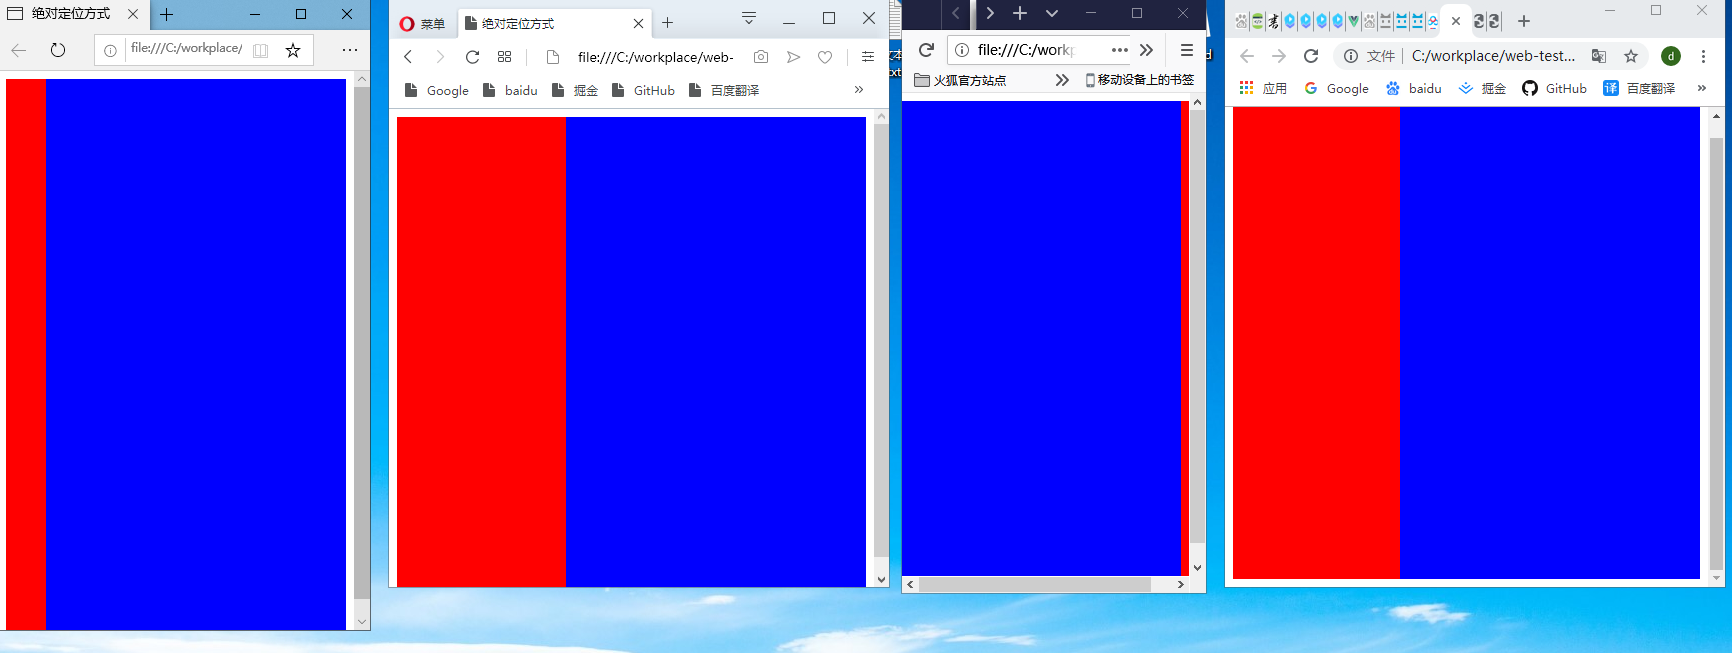 绝对定位方式
file:///C:/workplace/
菜单
绝对定位方式
file:///C:/workplace/web-
Google
baidu
掘金
GitHub
百度翻译
file:///C:/workp
火狐官方站点
移动设备上的书签
文件
C:/workplace/web-test...
d
应用
Google
baidu
掘金
GitHub
译
百度翻译